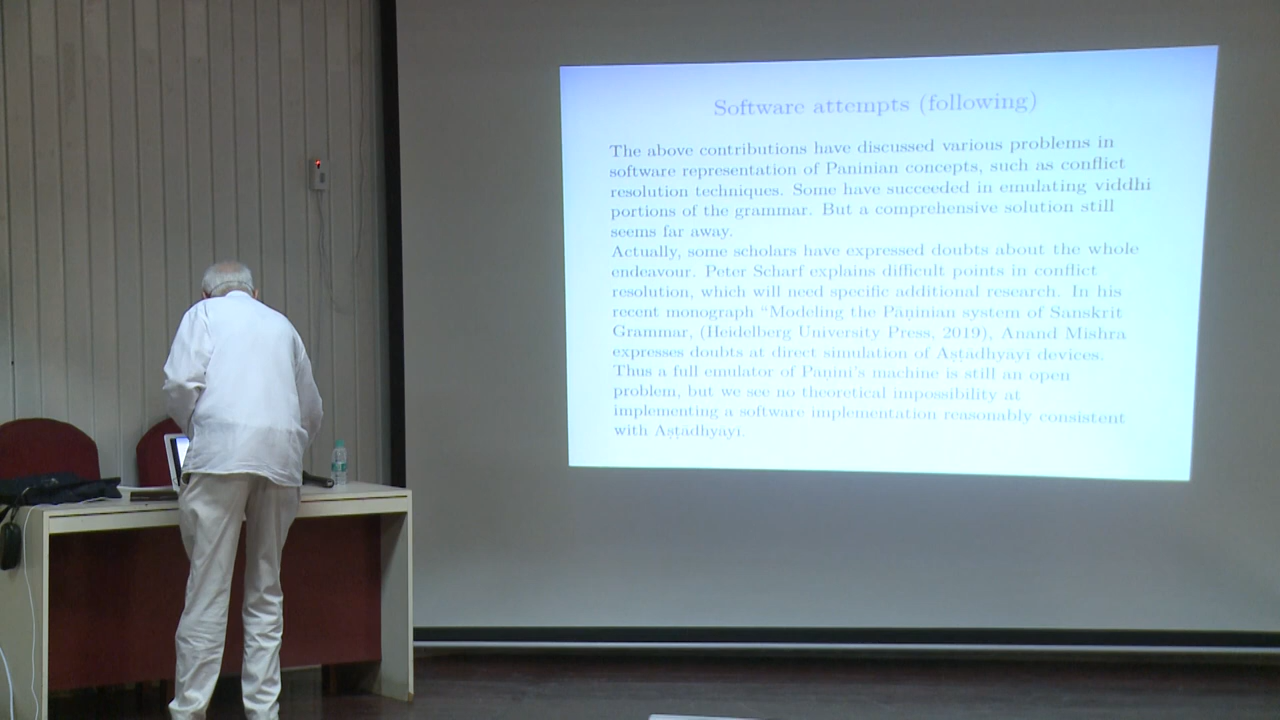 Software attempts (following)
The above contributions have discussed various problems in
software representation of Paninian concepts, such as conflict
resolution techniques. Some have succeeded in emulating viddhi
portions of the grammar. But a comprehensive solution still
seems far away.
Actually, some scholars have expressed doubts about the whole
endeavour. Peter Scharf explains difficult points in conflict
resolution, which will need specific additional research. In his
recent monograph “Modeling the Pāṇinian system of Sanskrit
Grammar, (Heidelberg University Press, 2019), Anand Mishra
expresses doubts at direct simulation of Aṣṭādhyāyī devices.
Thus a full emulator of Pāṇini’s machine is still an open
problem, but we see no theoretical impossibility at
implementing a software implementation reasonably consistent
with Aṣṭādhyāyī.